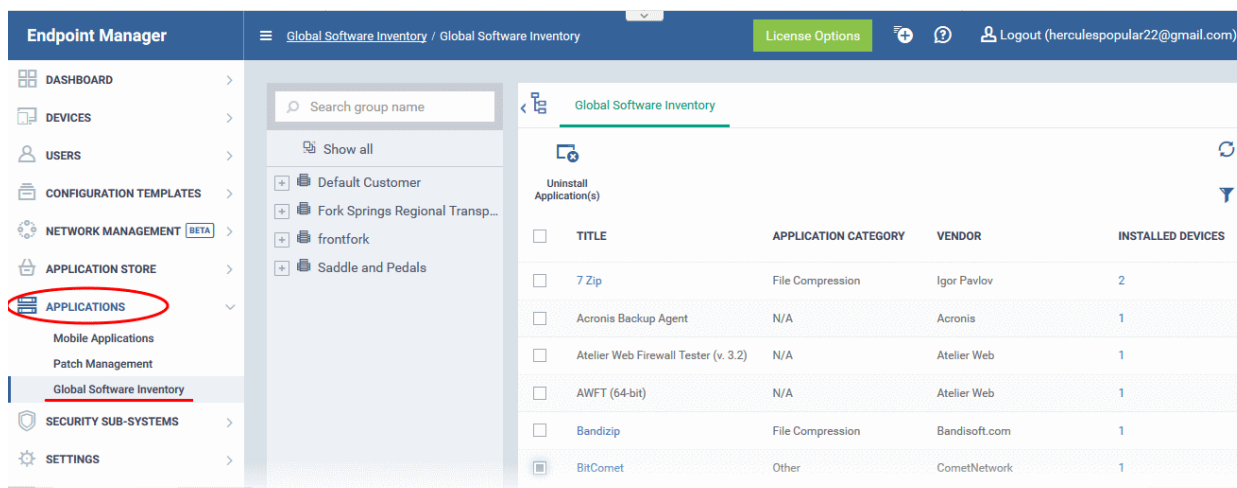 Endpoint Manager
Global Software Inventory / Global Software Inventory
License Options
Logout (herculespopular22@gmail.com)
DASHBOARD
DEVICES
USERS
CONFIGURATION TEMPLATES
NETWORK MANAGEMENT BETA
APPLICATION STORE
APPLICATIONS
Mobile Applications
Patch Management
Global Software Inventory
SECURITY SUB-SYSTEMS
SETTINGS
Search group name
Show all
Default Customer
Fork Springs Regional Transp...
frontfork
Saddle and Pedals
Global Software Inventory
Uninstall
Application(s)
TITLE APPLICATION CATEGORY VENDOR INSTALLED DEVICES
7 Zip File Compression Igor Pavlov 2
Acronis Backup Agent N/A Acronis 1
Atelier Web Firewall Tester (v. 3.2) N/A Atelier Web 1
AWFT (64-bit) N/A Atelier Web 1
Bandizip File Compression Bandisoft.com 1
BitComet Other CometNetwork 1